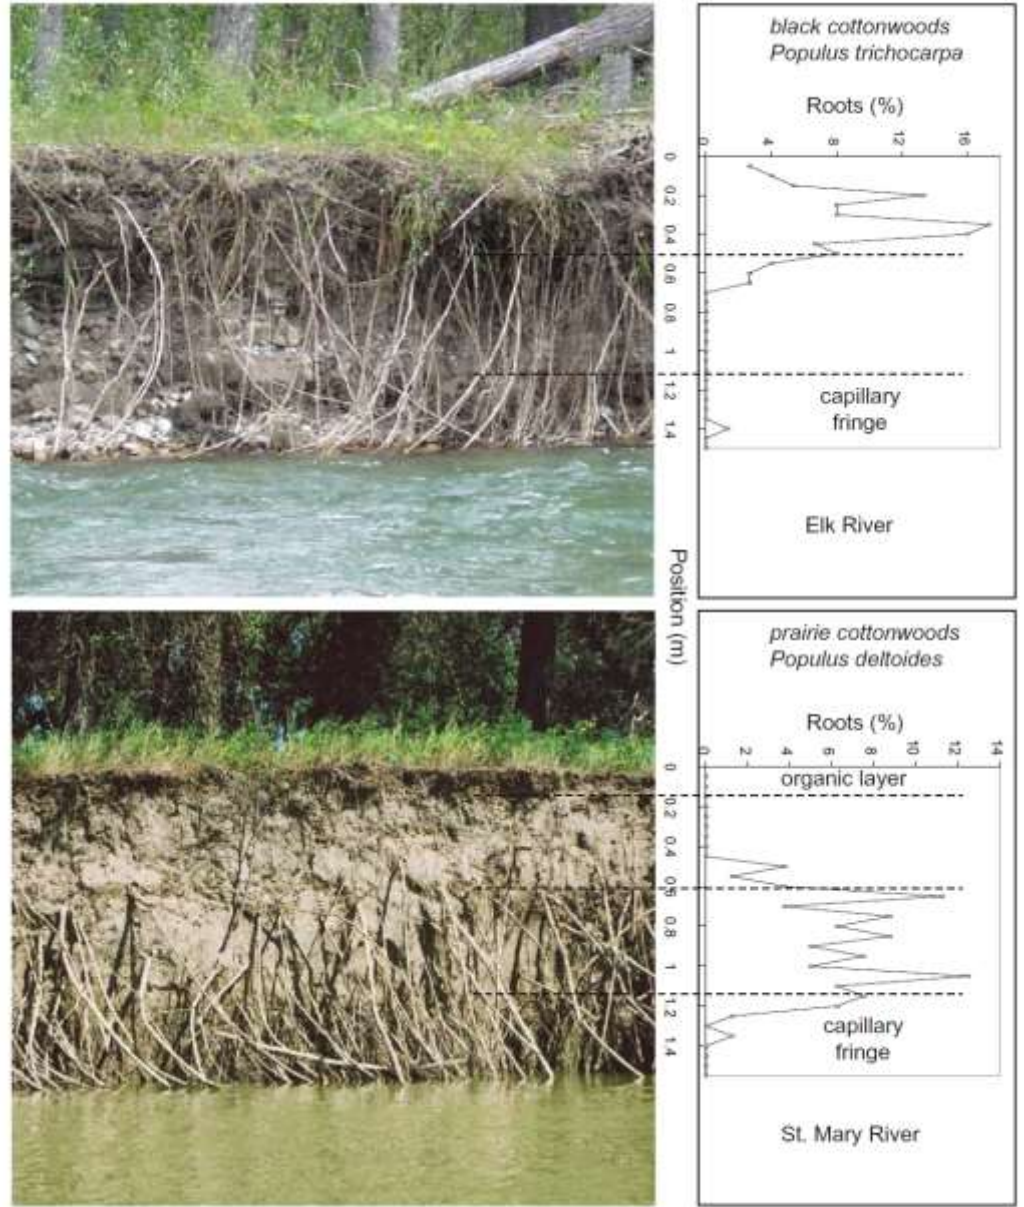 black cottonwoods
Populus trichocarpa
Roots (%)
0 4 8 12 16
0
0.2
0.4
0.6
0.8
1
1.2
1.4
capillary
fringe
Elk River
Position (m)
prairie cottonwoods
Populus deltoides
Roots (%)
0 2 4 6 8 10 12 14
0
organic layer
0.2
0.4
0.6
0.8
1
1.2
capillary
fringe
1.4
St. Mary River